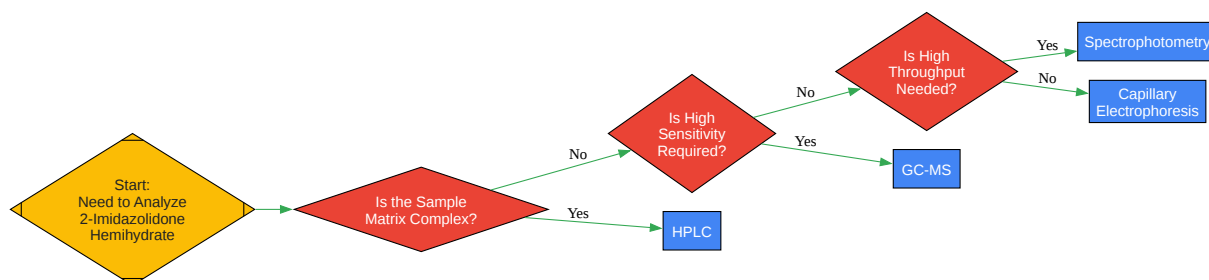 Start:
Need to Analyze
2-Imidazolidone
Hemihydrate
Is the Sample
Matrix Complex?
No
Yes
HPLC
Is High
Sensitivity
Required?
No
Yes
GC-MS
Is High
Throughput
Needed?
Yes
Spectrophotometry
No
Capillary
Electrophoresis